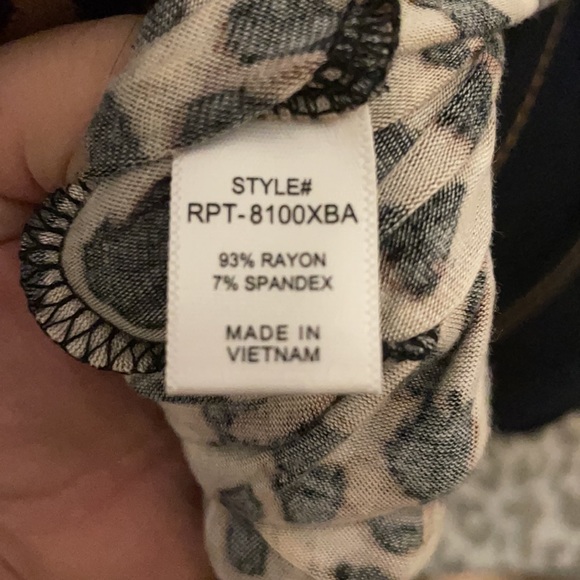 STYLE#
RPT-8100XBA
93% RAYON
7% SPANDEX
MADE IN
VIETNAM